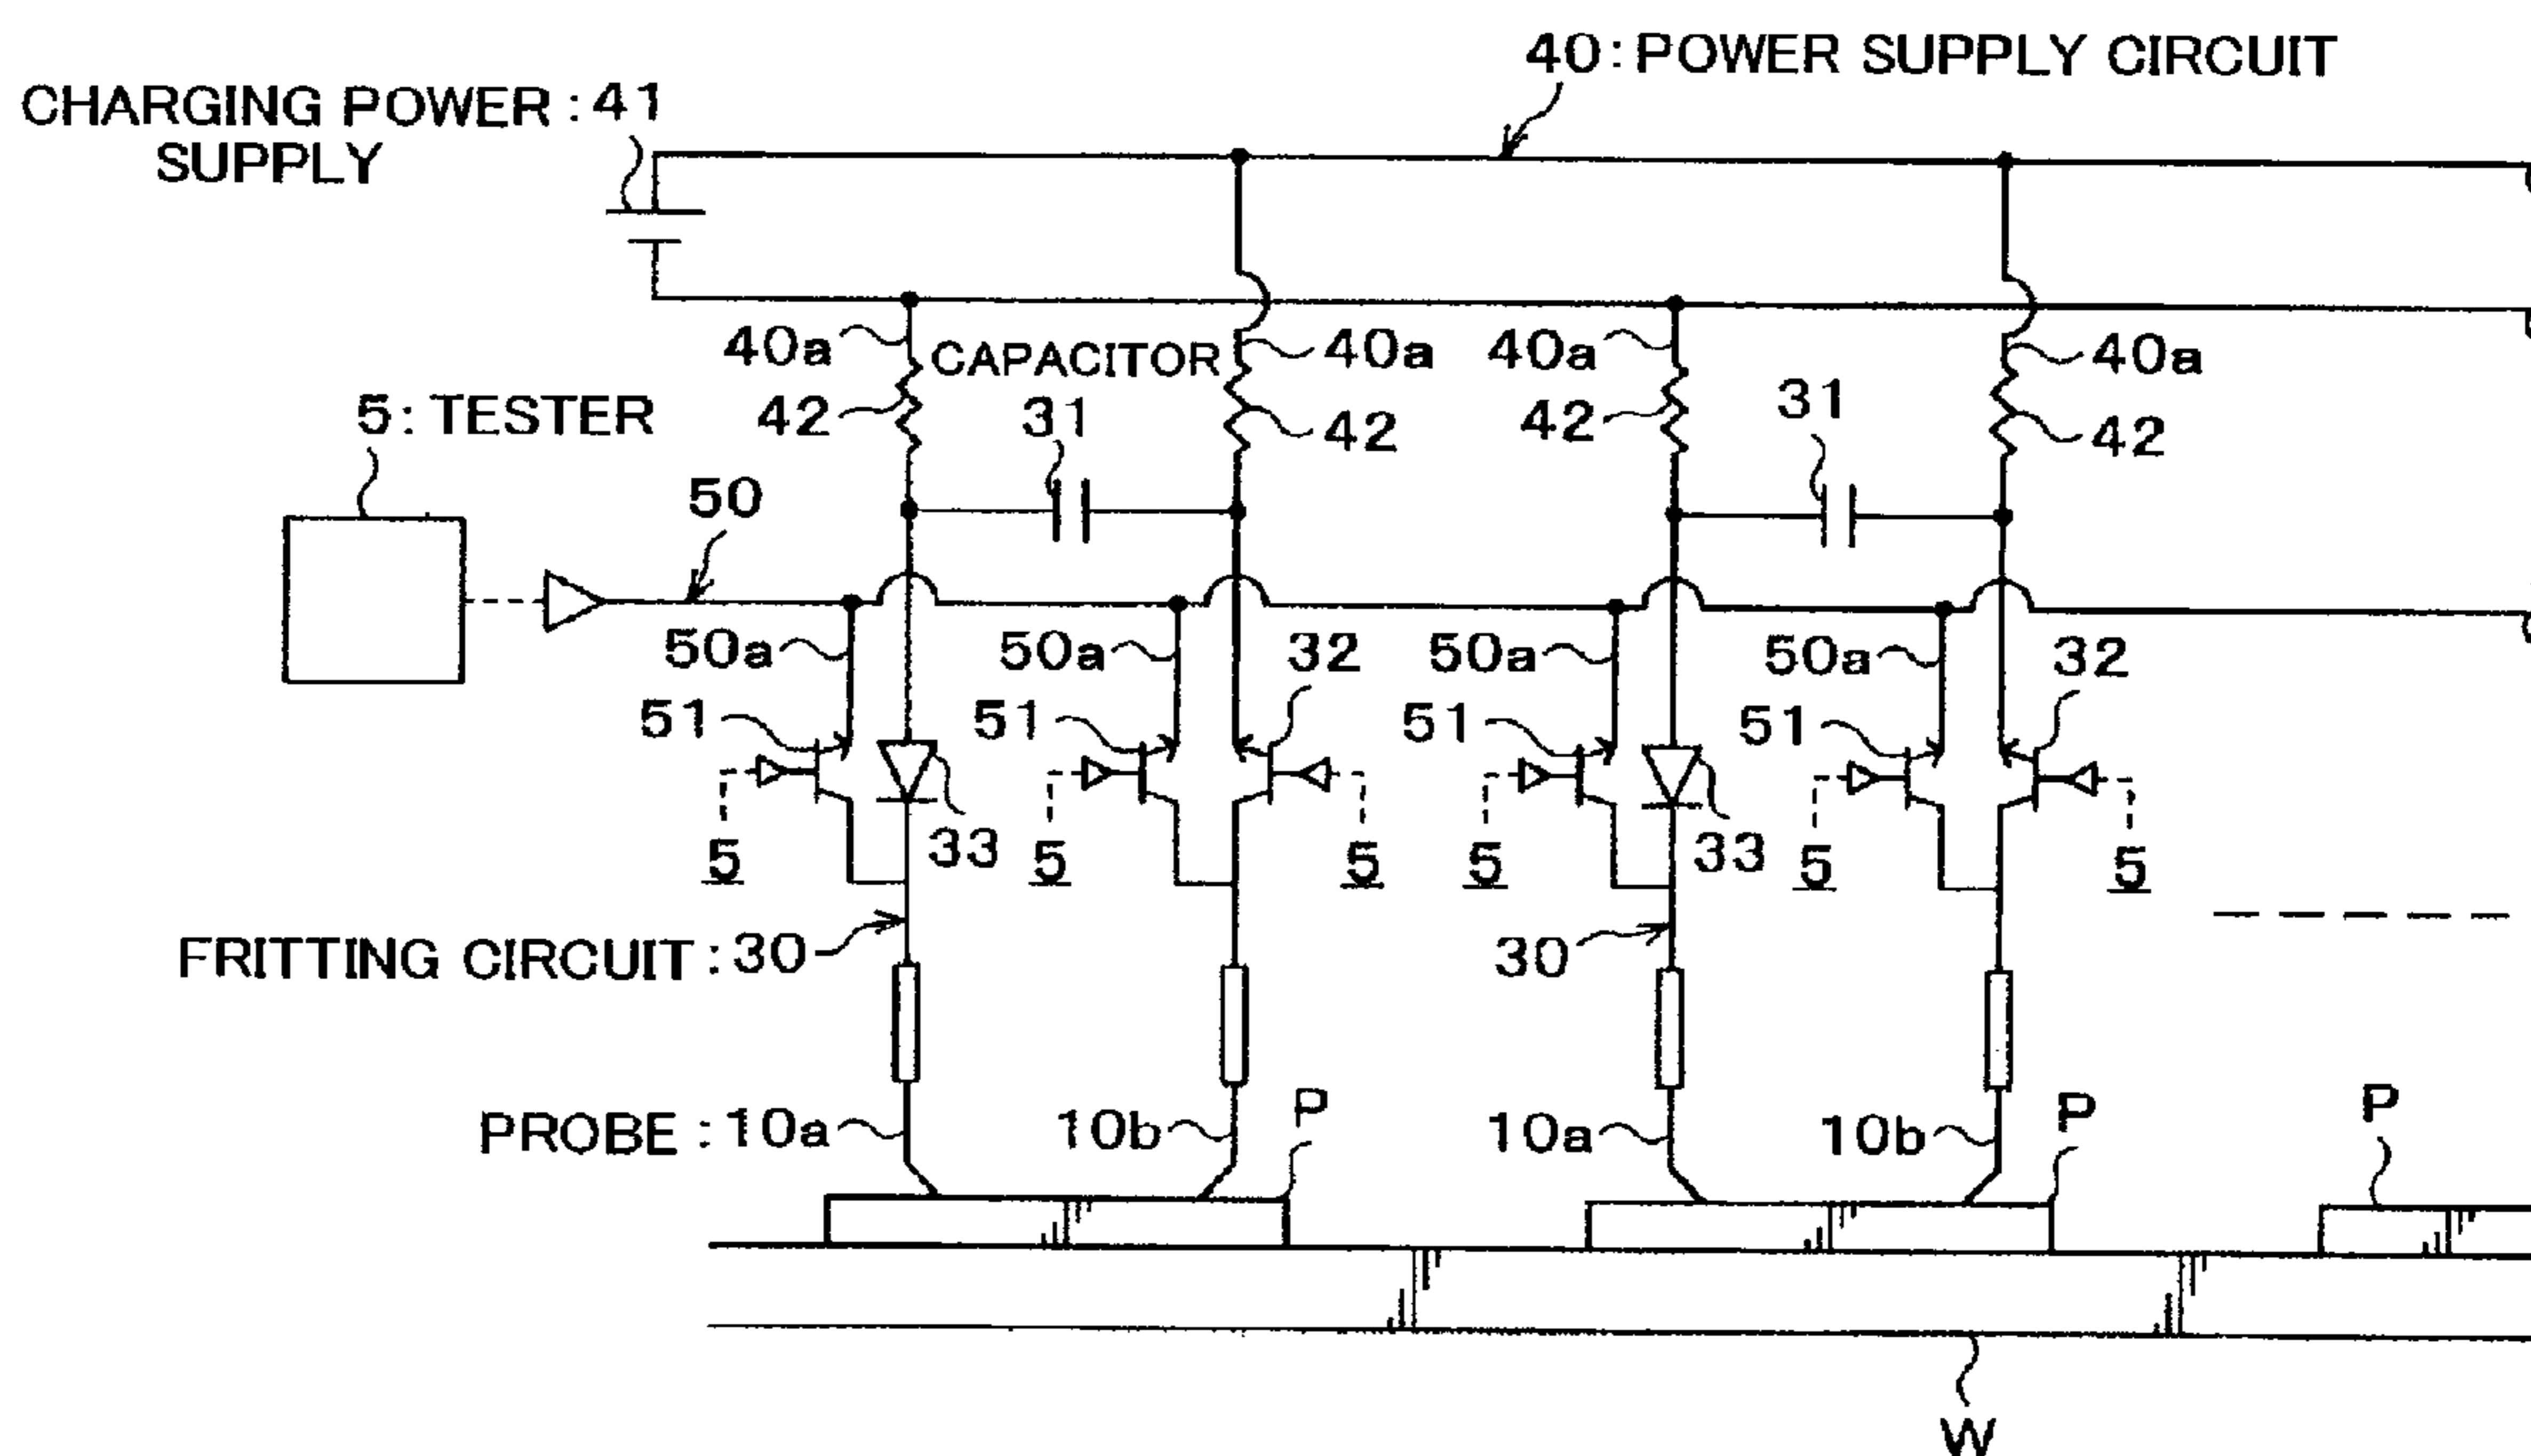 40: POWER SUPPLY CIRCUIT
CHARGING POWER : 41
SUPPLY
40a CAPACITOR 40a 40a 40a
5: TESTER 42 31 42 42 31 42
50
50a 50a 32 50a 50a 32
51 51 51 51
5 33 5 5 5 33 5 5
FRITTING CIRCUIT : 30 30
PROBE : 10a 10b P 10a 10b P P
W